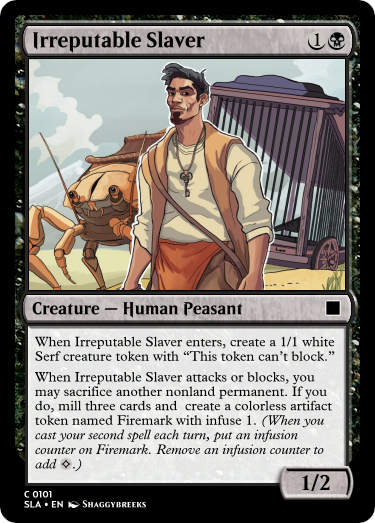 Irreputable Slaver 1
Creature — Human Peasant
When Irreputable Slaver enters, create a 1/1 white
Serf creature token with “This token can’t block.”
When Irreputable Slaver attacks or blocks, you
may sacrifice another nonland permanent. If you
do, mill three cards and create a colorless artifact
token named Firemark with infuse 1. (When you
cast your second spell each turn, put an infusion
counter on Firemark. Remove an infusion counter to
add C.)
1/2
C 0101
SLA • EN SHAGGYBREEKS